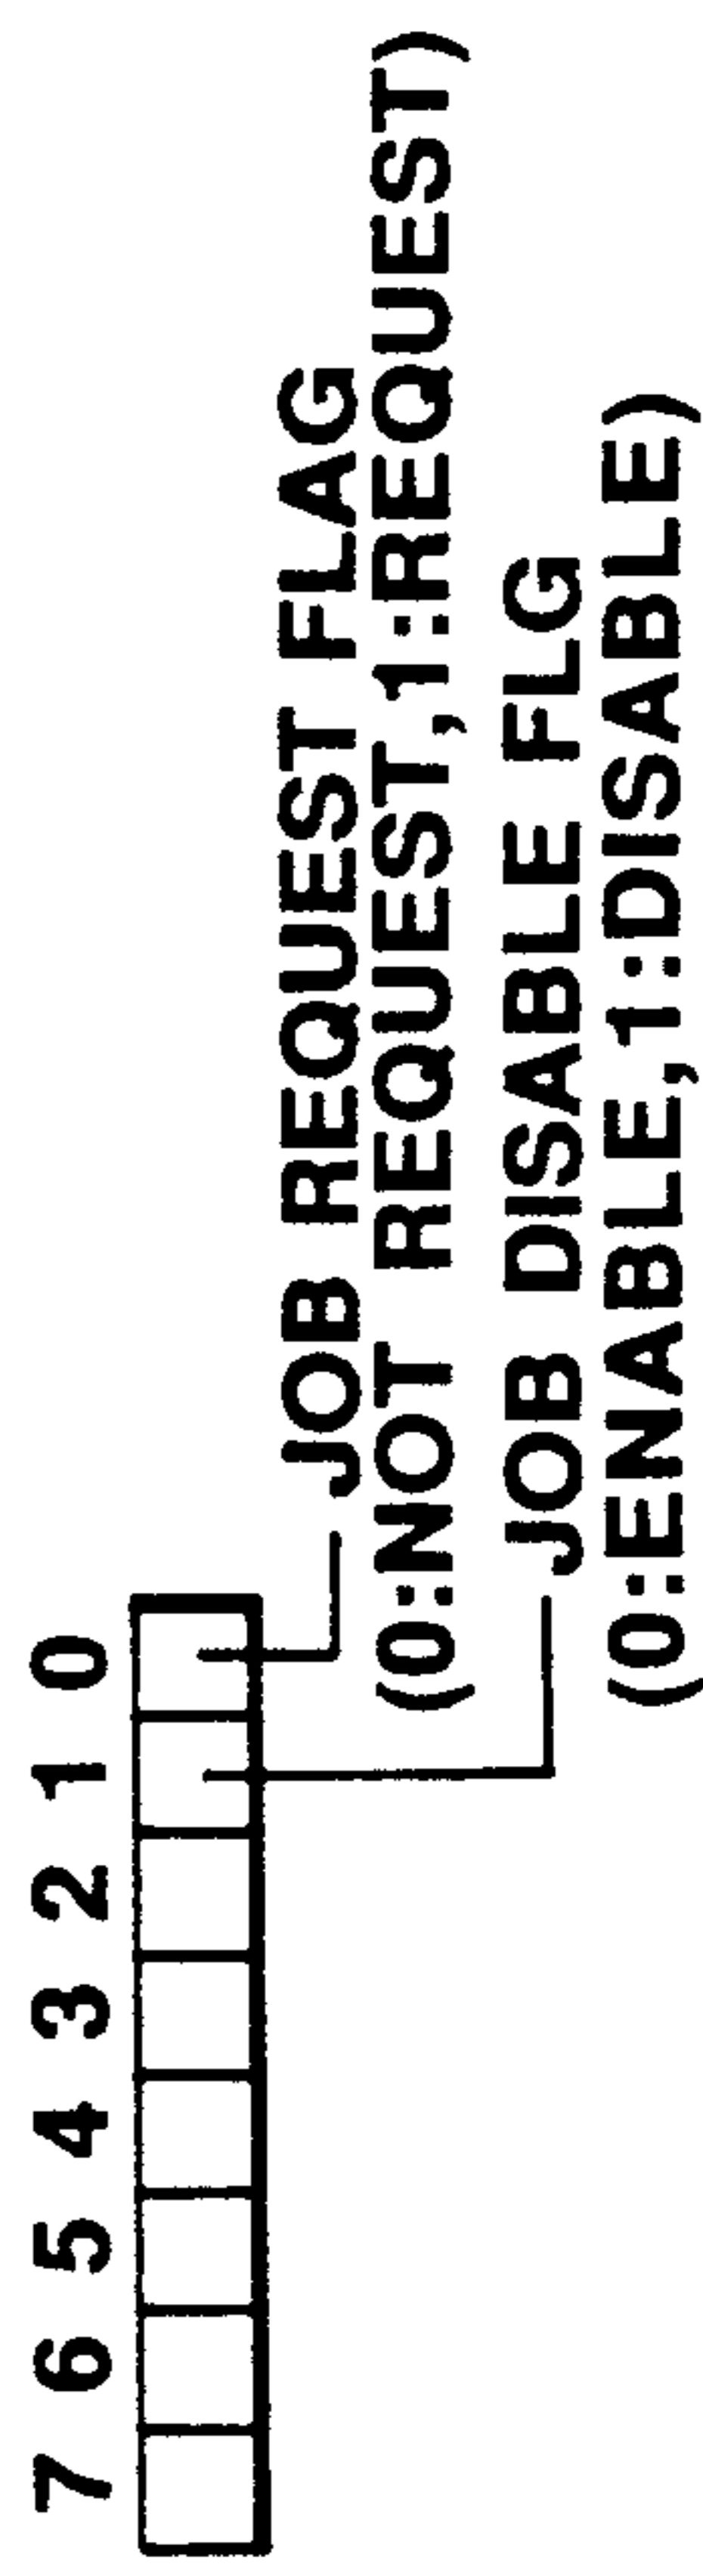 7 6 5 4 3 2 1 0
JOB REQUEST FLAG
(0:NOT REQUEST,1:REQUEST)
JOB DISABLE FLG
(0:ENABLE,1:DISABLE)